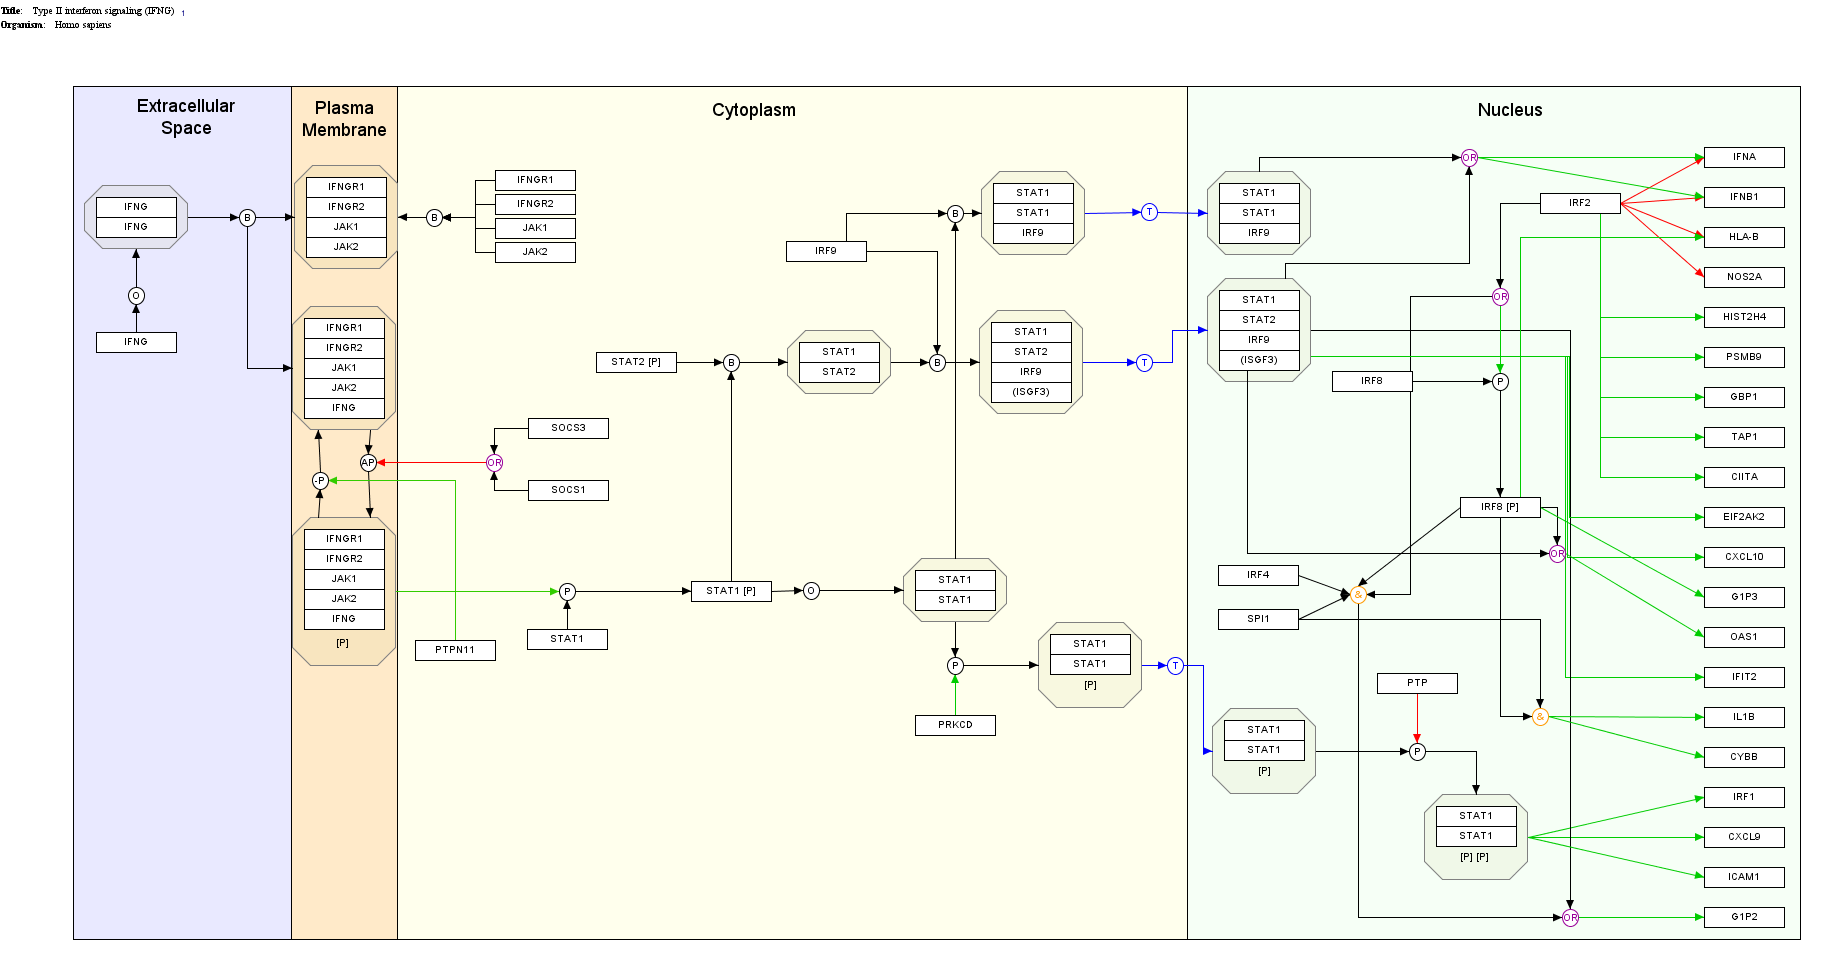 Title: Type II interferon signaling (IFNG) 1
Organism: Homo sapiens
Extracellular
Space
Plasma
Membrane
Cytoplasm
Nucleus
IFNG
IFNG
B
O
IFNG
IFNGR1
IFNGR2
JAK1
JAK2
B
IFNGR1
IFNGR2
JAK1
JAK2
IFNGR1
IFNGR2
JAK1
JAK2
IFNG
AP
-P
OR
SOCS3
SOCS1
IFNGR1
IFNGR2
JAK1
JAK2
IFNG
[P]
PTPN11
P
STAT1
STAT2 [P]
B
STAT1 [P]
O
IRF9
STAT1
STAT2
B
B
STAT1
STAT1
IRF9
T
STAT1
STAT2
IRF9
(ISGF3)
T
STAT1
STAT1
P
PRKCD
STAT1
STAT1
[P]
T
STAT1
STAT1
IRF9
OR
STAT1
STAT2
IRF9
(ISGF3)
IRF2
OR
IRF8
P
IRF8 [P]
OR
IRF4
SPI1
&
&
PTP
STAT1
STAT1
[P]
P
STAT1
STAT1
[P] [P]
OR
IFNA
IFNB1
HLA-B
NOS2A
HIST2H4
PSMB9
GBP1
TAP1
CIITA
EIF2AK2
CXCL10
G1P3
OAS1
IFIT2
IL1B
CYBB
IRF1
CXCL9
ICAM1
G1P2